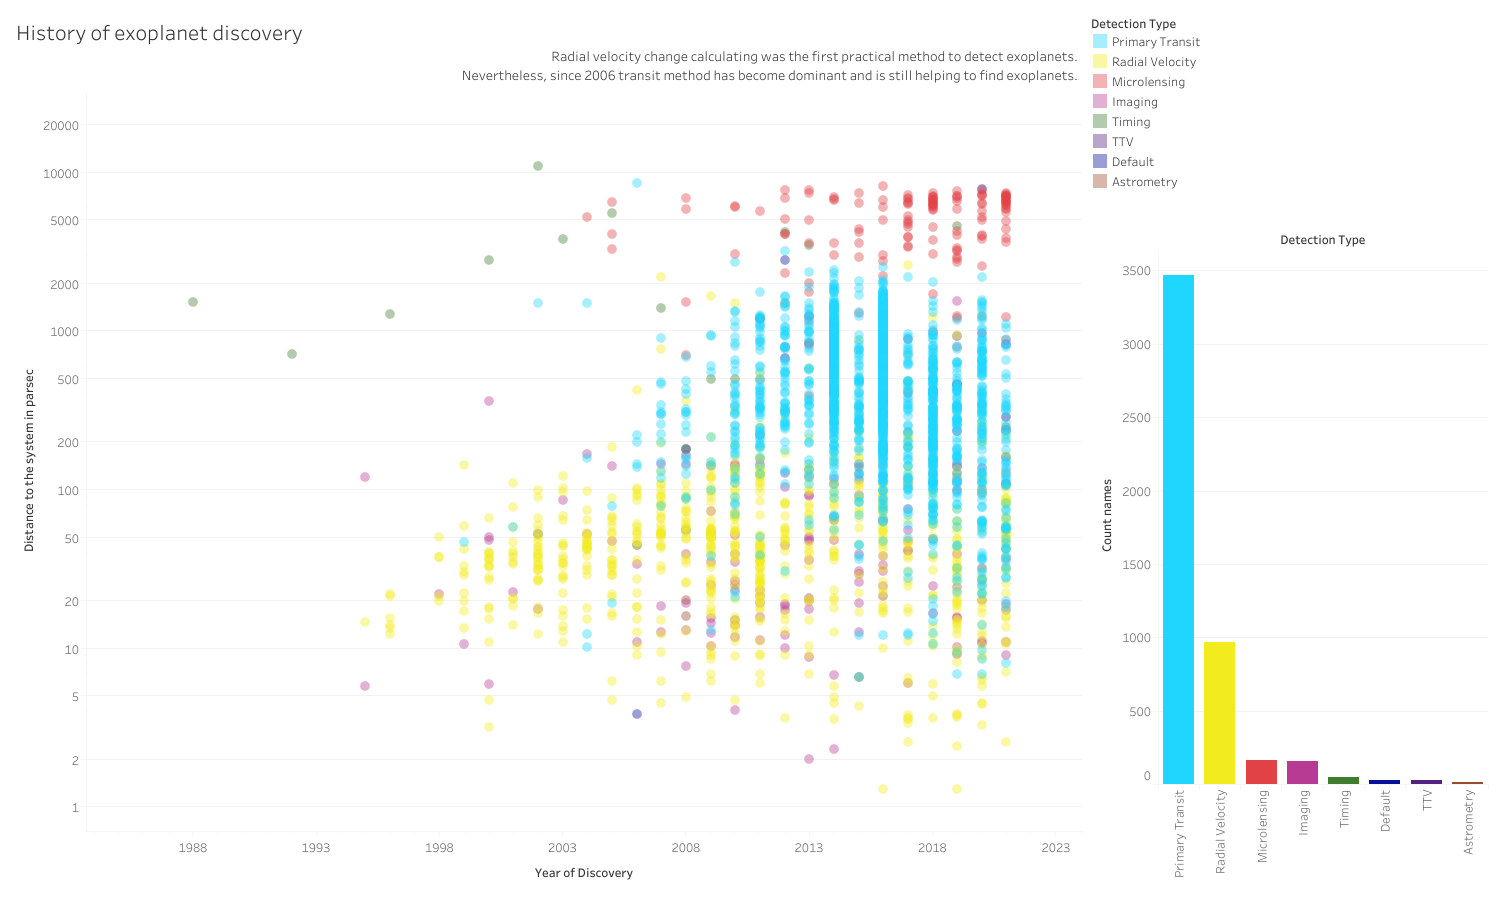 History of exoplanet discovery
Radial velocity change calculating was the first practical method to detect exoplanets.
Nevertheless, since 2006 transit method has become dominant and is still helping to find exoplanets.
Detection Type
Primary Transit
Radial Velocity
Microlensing
Imaging
Timing
TTV
Default
Astrometry
Distance to the system in parsec
20000
10000
5000
2000
1000
500
200
100
50
20
10
5
2
1
1988
1993
1998
2003
2008
2013
2018
2023
Year of Discovery
Detection Type
Count names
3500
3000
2500
2000
1500
1000
500
0
Primary Transit
Radial Velocity
Microlensing
Imaging
Timing
Default
TTV
Astrometry